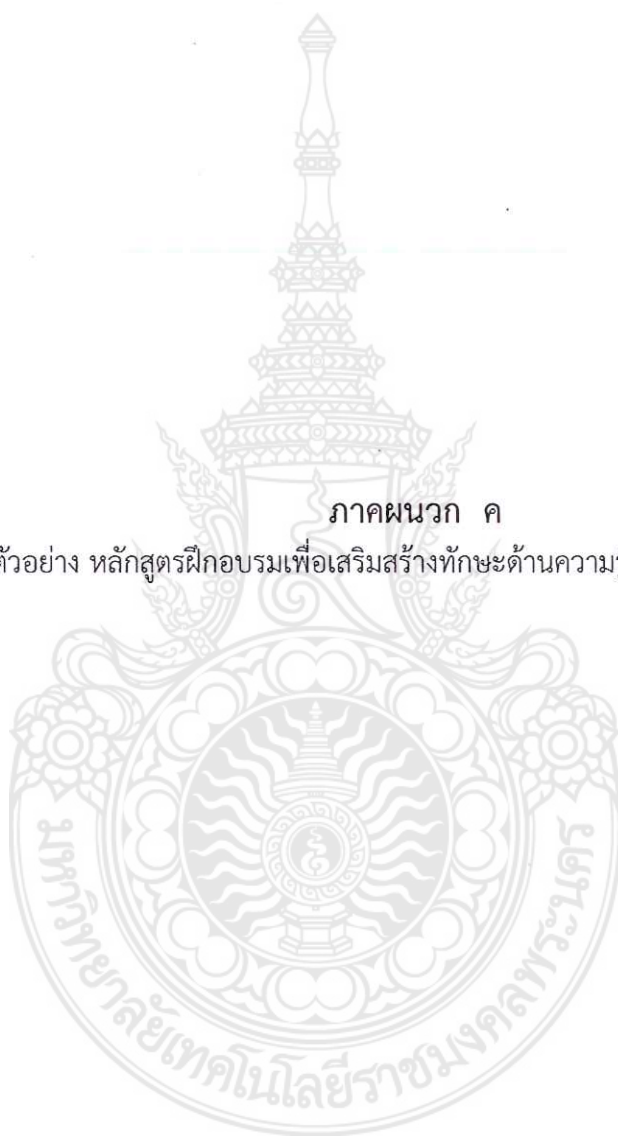 ภาคผนวก ค
ตัวอย่าง หลักสูตรฝึกอบรมเพื่อเสริมสร้างทักษะด้านความ
มหาวิทยาลัยเทคโนโลยีราชมงคลพระนคร